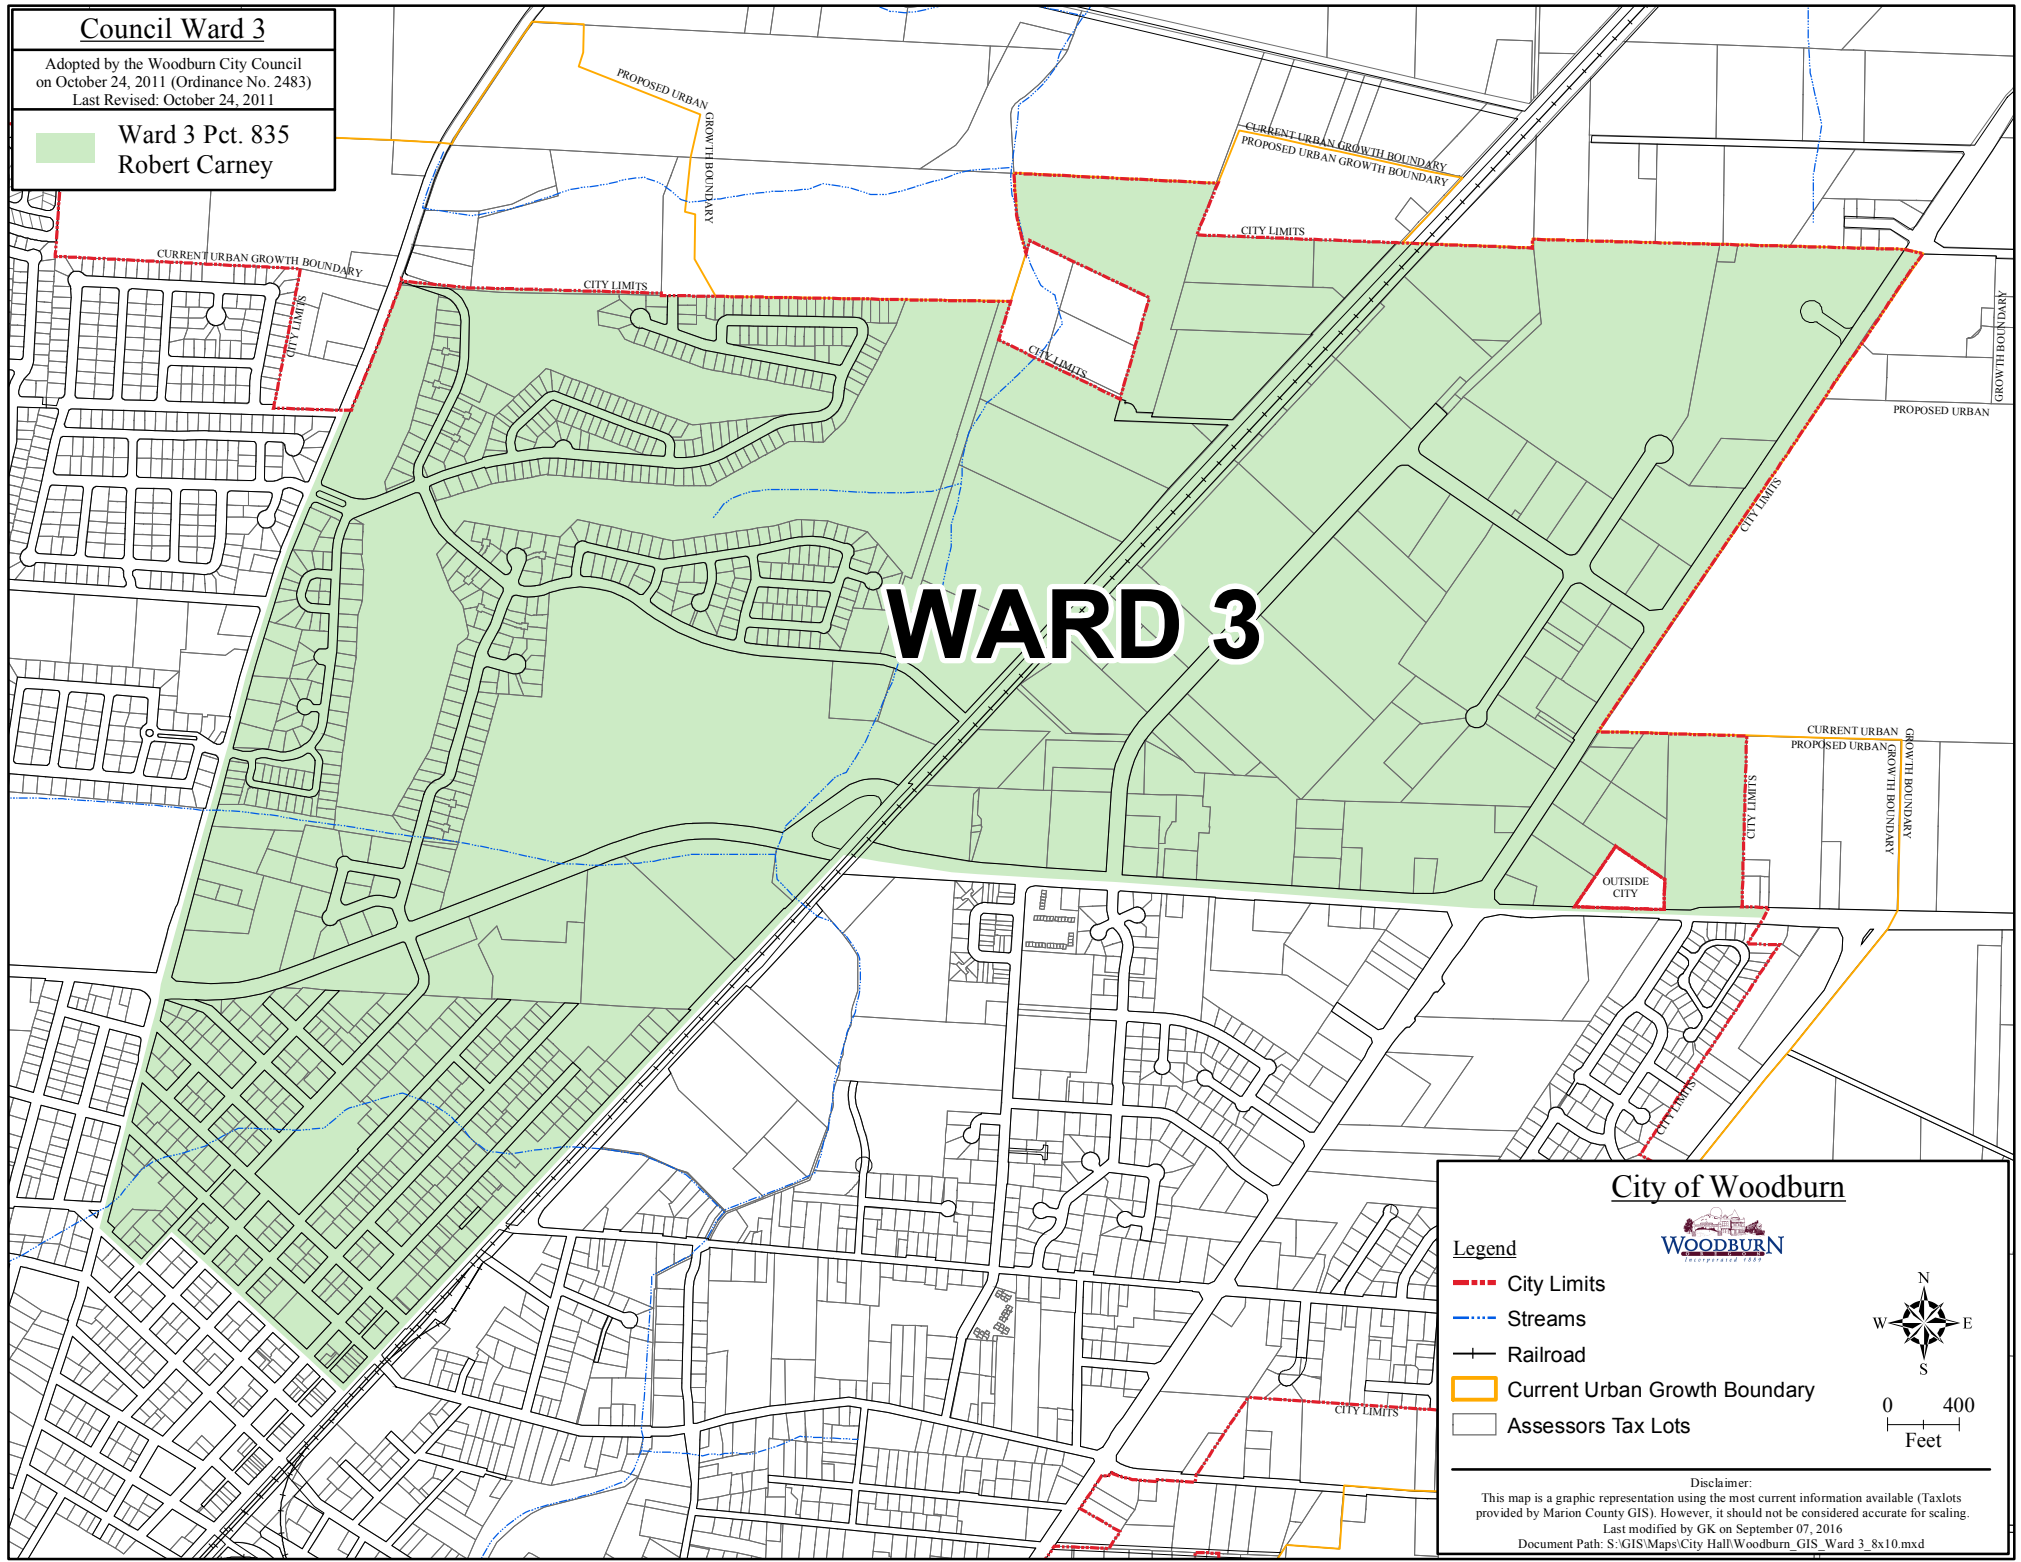 Council Ward 3
Adopted by the Woodburn City Council
on October 24, 2011 (Ordinance No. 2483)
Last Revised: October 24, 2011
Ward 3 Pct. 835
Robert Carney
PROPOSED URBAN
GROWTH BOUNDARY
CURRENT URBAN GROWTH BOUNDARY
PROPOSED URBAN GROWTH BOUNDARY
CITY LIMITS
CURRENT URBAN GROWTH BOUNDARY
CITY LIMITS
CITY LIMITS
CITY LIMITS
GROWTH BOUNDARY
PROPOSED URBAN
CITY LIMITS
WARD 3
CURRENT URBAN
GROWTH BOUNDARY
PROPOSED URBAN
GROWTH BOUNDARY
CITY LIMITS
OUTSIDE
CITY
CITY LIMITS
CITY LIMITS
City of Woodburn
WOODBURN
OREGON
Incorporated 1889
Legend
City Limits
Streams
Railroad
Current Urban Growth Boundary
Assessors Tax Lots
N
W E
S
0 400
Feet
Disclaimer:
This map is a graphic representation using the most current information available (Taxlots
provided by Marion County GIS). However, it should not be considered accurate for scaling.
Last modified by GK on September 07, 2016
Document Path: S:\GIS\Maps\City Hall\Woodburn_GIS_Ward 3_8x10.mxd